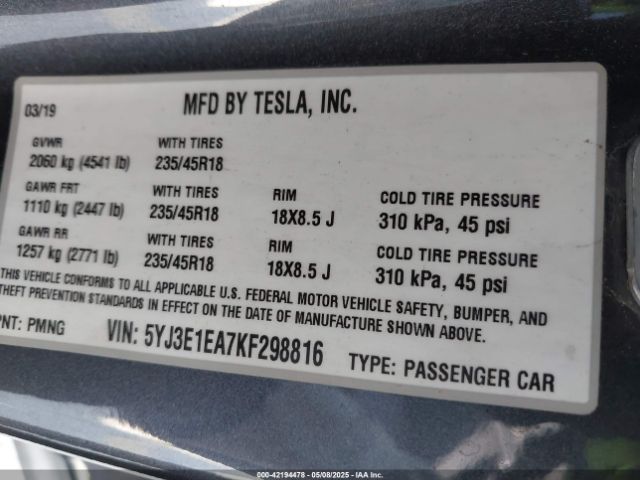 03/19 MFD BY TESLA, INC.
GVWR WITH TIRES
2060 kg (4541 lb) 235/45R18
GAWR FRT WITH TIRES RIM COLD TIRE PRESSURE
1110 kg (2447 lb) 235/45R18 18X8.5 J 310 kPa, 45 psi
GAWR RR WITH TIRES RIM COLD TIRE PRESSURE
1257 kg (2771 lb) 235/45R18 18X8.5 J 310 kPa, 45 psi
THIS VEHICLE CONFORMS TO ALL APPLICABLE U.S. FEDERAL MOTOR VEHICLE SAFETY, BUMPER, AND
THEFT PREVENTION STANDARDS IN EFFECT ON THE DATE OF MANUFACTURE SHOWN ABOVE.
PNT: PMNG VIN: 5YJ3E1EA7KF298816 TYPE: PASSENGER CAR
000-42194478 - 05/08/2025 - IAA Corp.